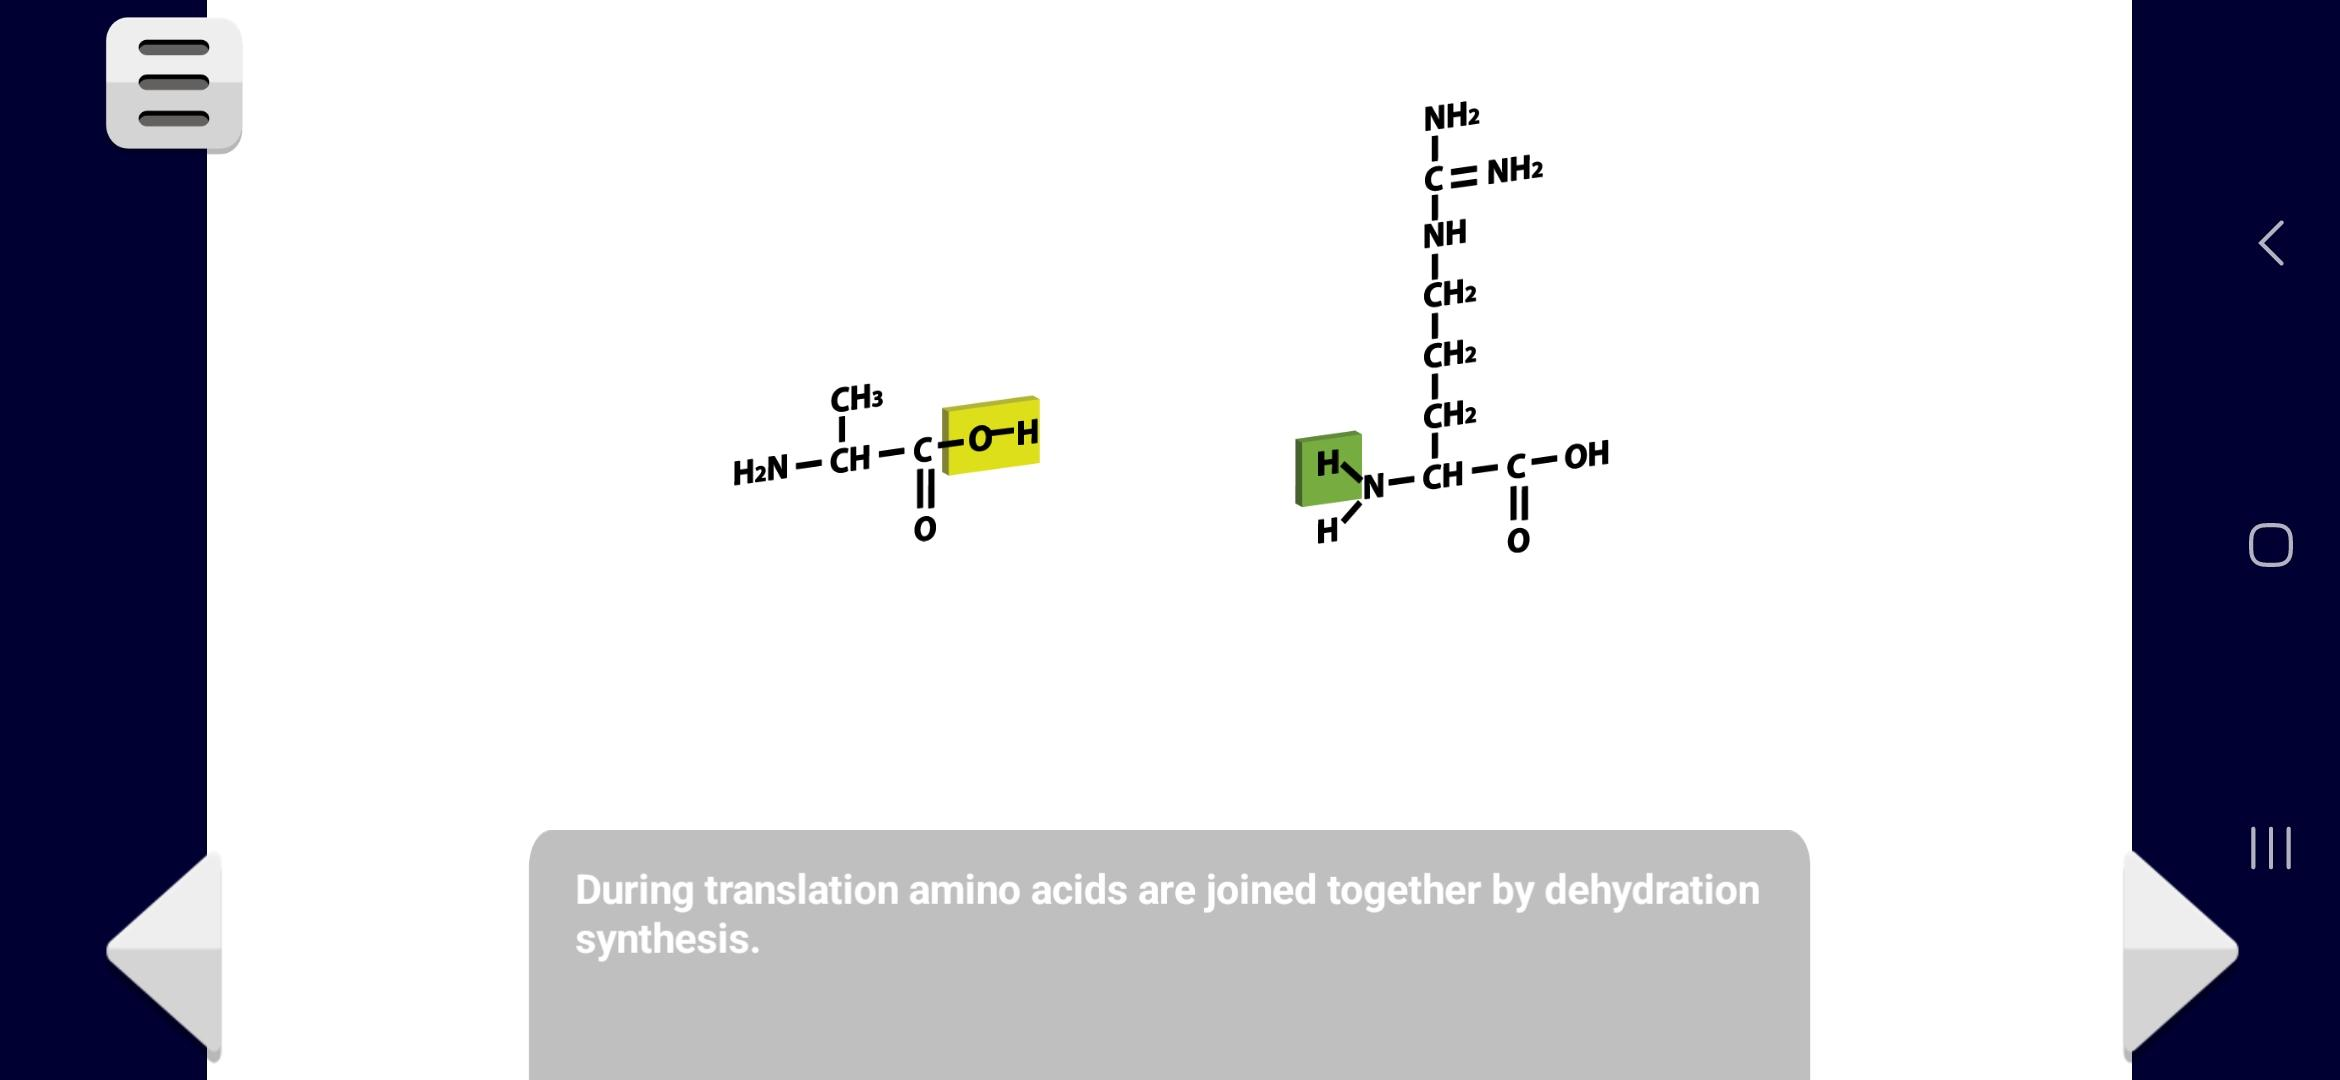 NH2
C=NH2
NH
CH2
CH2
CH2
CH3
H2N—CH—C—O—H
O
H
N—CH—C—OH
H
O
During translation amino acids are joined together by dehydration
synthesis.